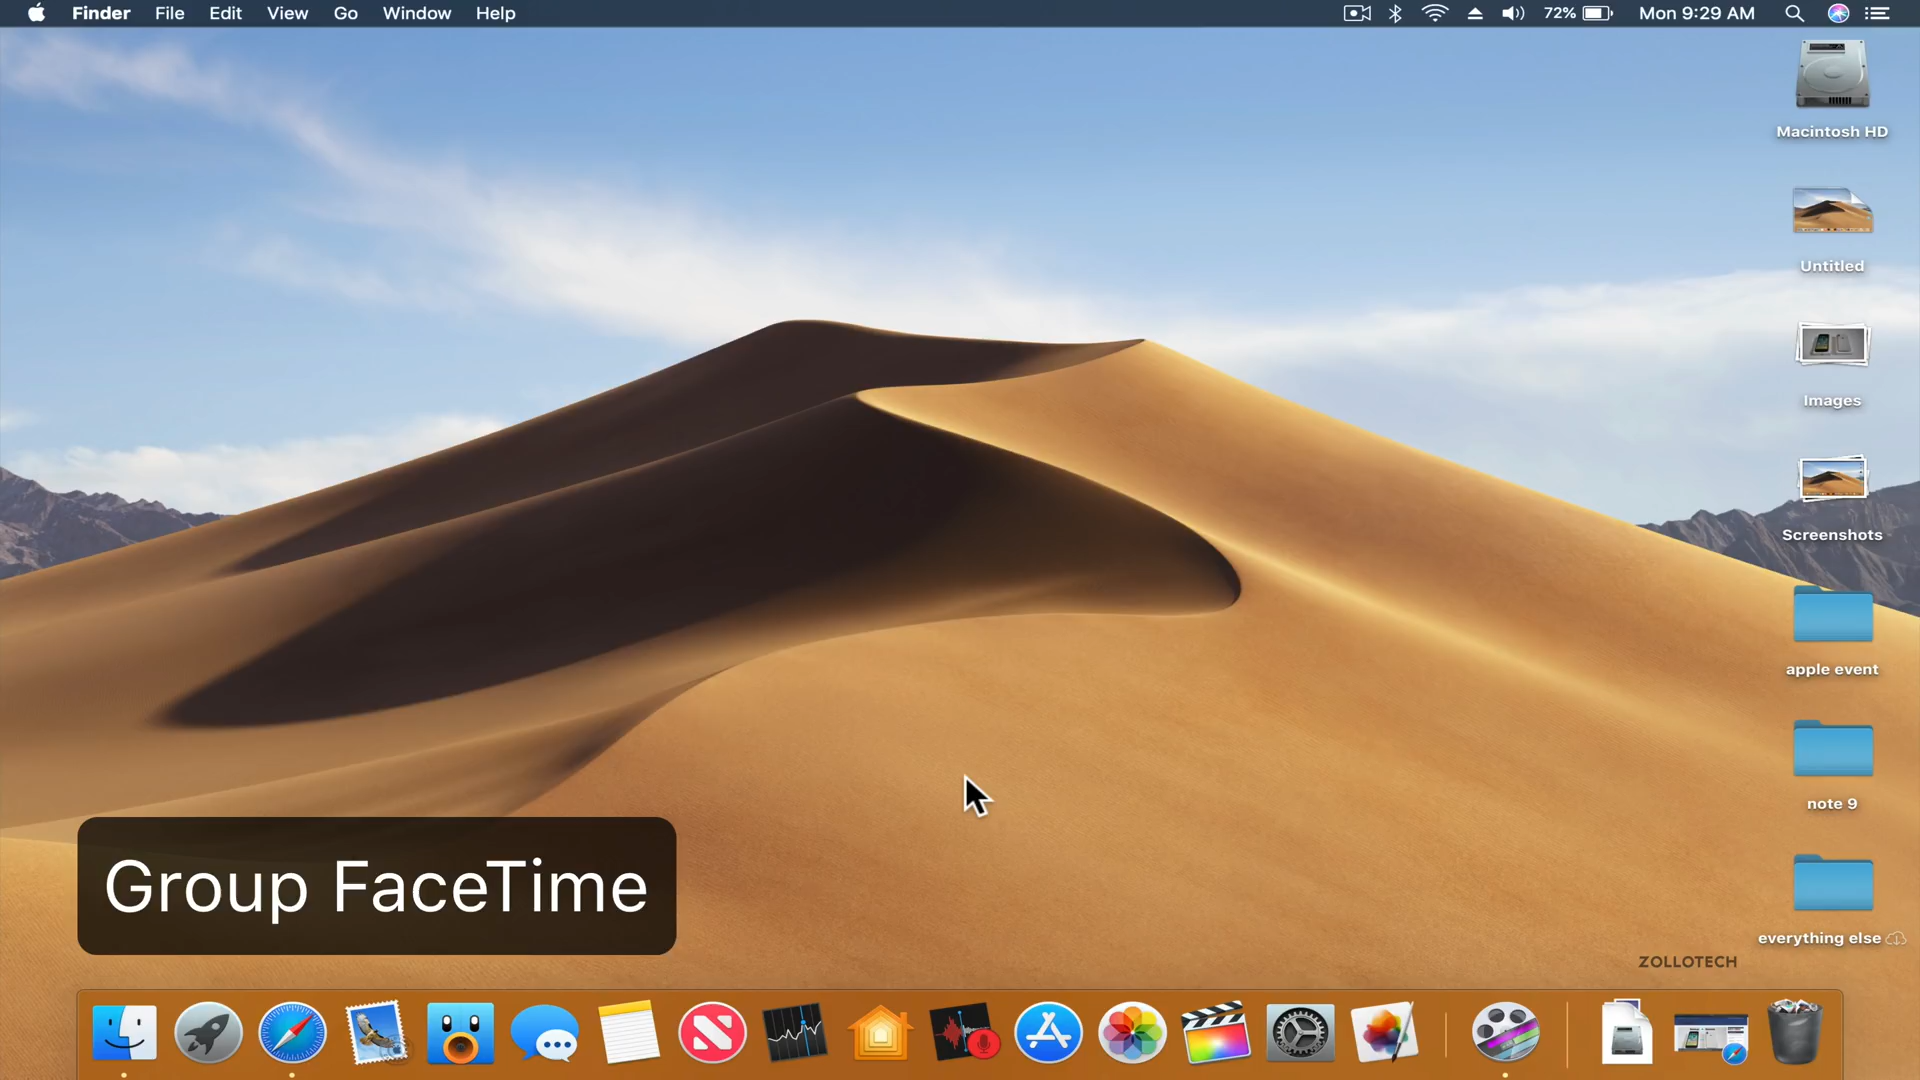 Finder File Edit View Go Window Help 72% Mon 9:29 AM
Macintosh HD
Untitled
Images
Screenshots
apple event
note 9
everything else
Group FaceTime
ZOLLOTECH